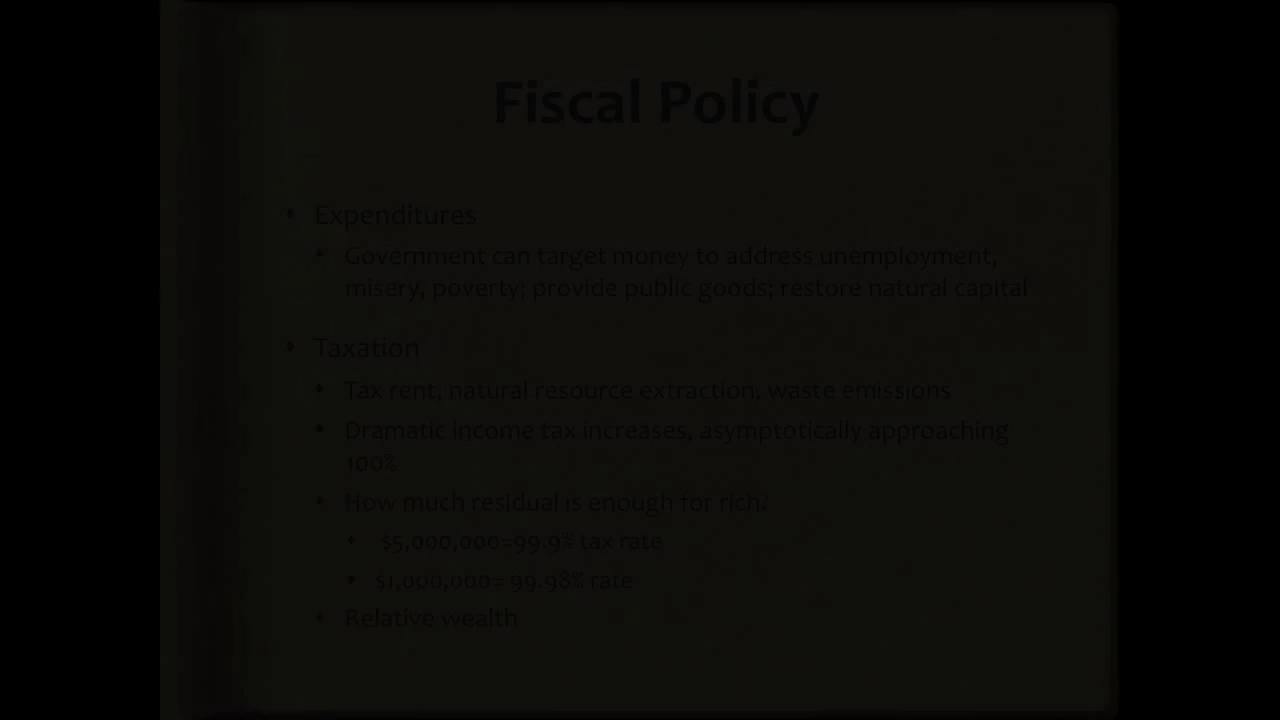 Fiscal Policy
• Expenditures
• Government can target money to address unemployment,
misery, poverty; provide public goods; restore natural capital
• Taxation
• Tax rent, natural resource extraction, waste emissions
• Dramatic income tax increases, asymptotically approaching
100%
• How much residual is enough for rich?
• $5,000,000=99.9% tax rate
• $1,000,000= 99.98% rate
• Relative wealth